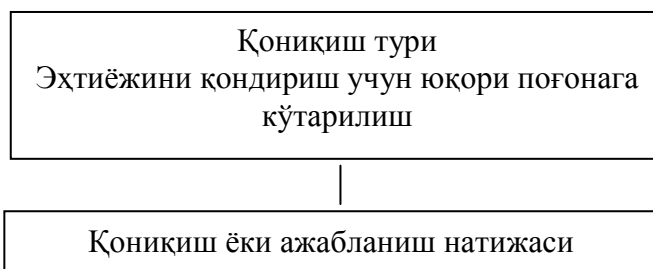 Қониқиш тури
Эҳтиёжини қондириш учун юқори поғонага
кўтарилиш
Қониқиш ёки ажабланиш натижаси